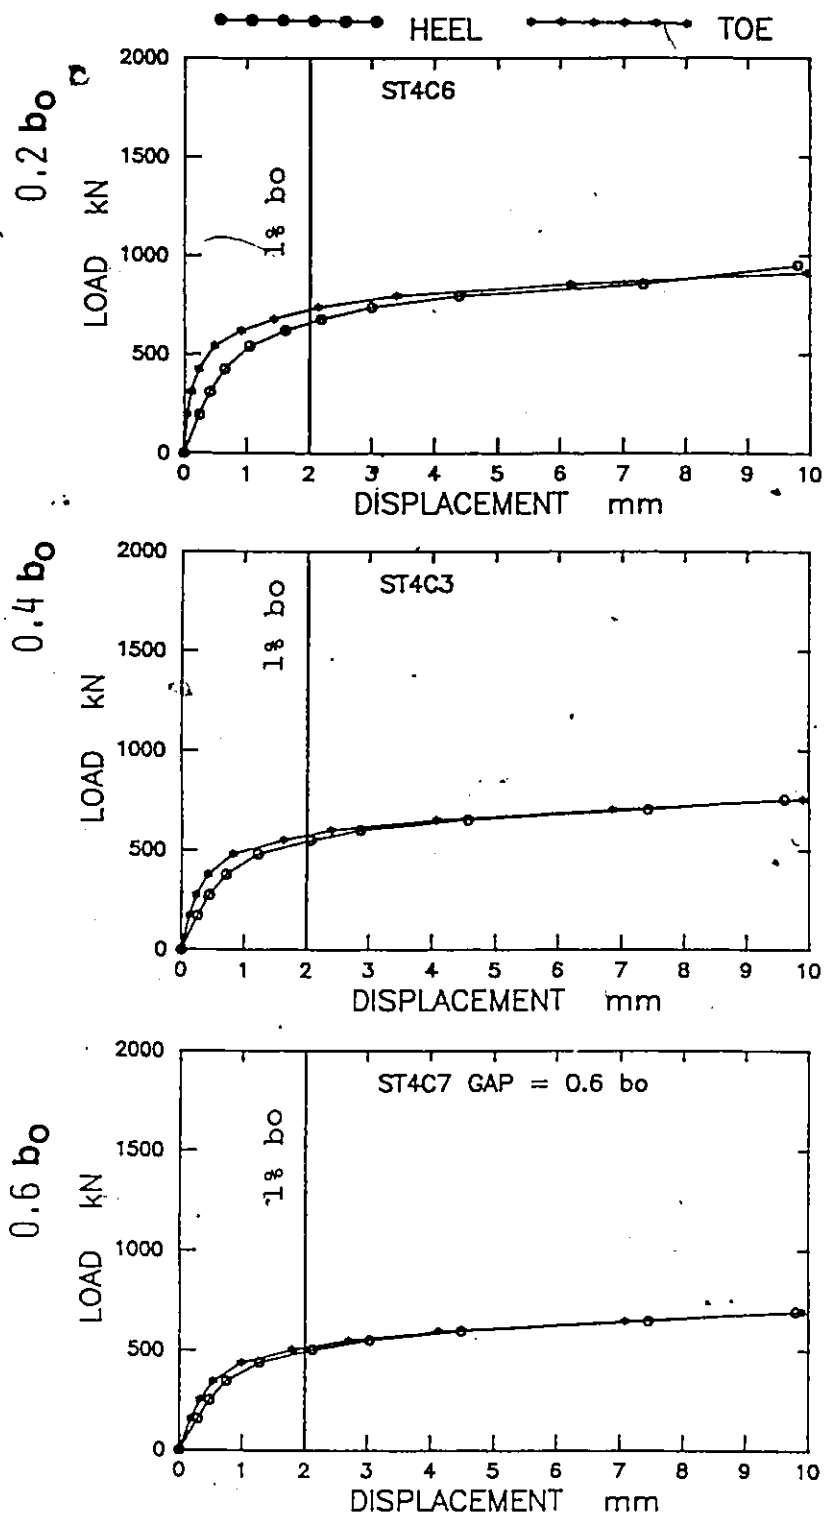 HEEL TOE
0.2 bo
ST4C6
1% bo
LOAD kN
2000
1500
1000
500
0
0 1 2 3 4 5 6 7 8 9 10
DISPLACEMENT mm
0.4 bo
ST4C3
1% bo
LOAD kN
2000
1500
1000
500
0
0 1 2 3 4 5 6 7 8 9 10
DISPLACEMENT mm
0.6 bo
ST4C7 GAP = 0.6 bo
1% bo
LOAD kN
2000
1500
1000
500
0
0 1 2 3 4 5 6 7 8 9 10
DISPLACEMENT mm